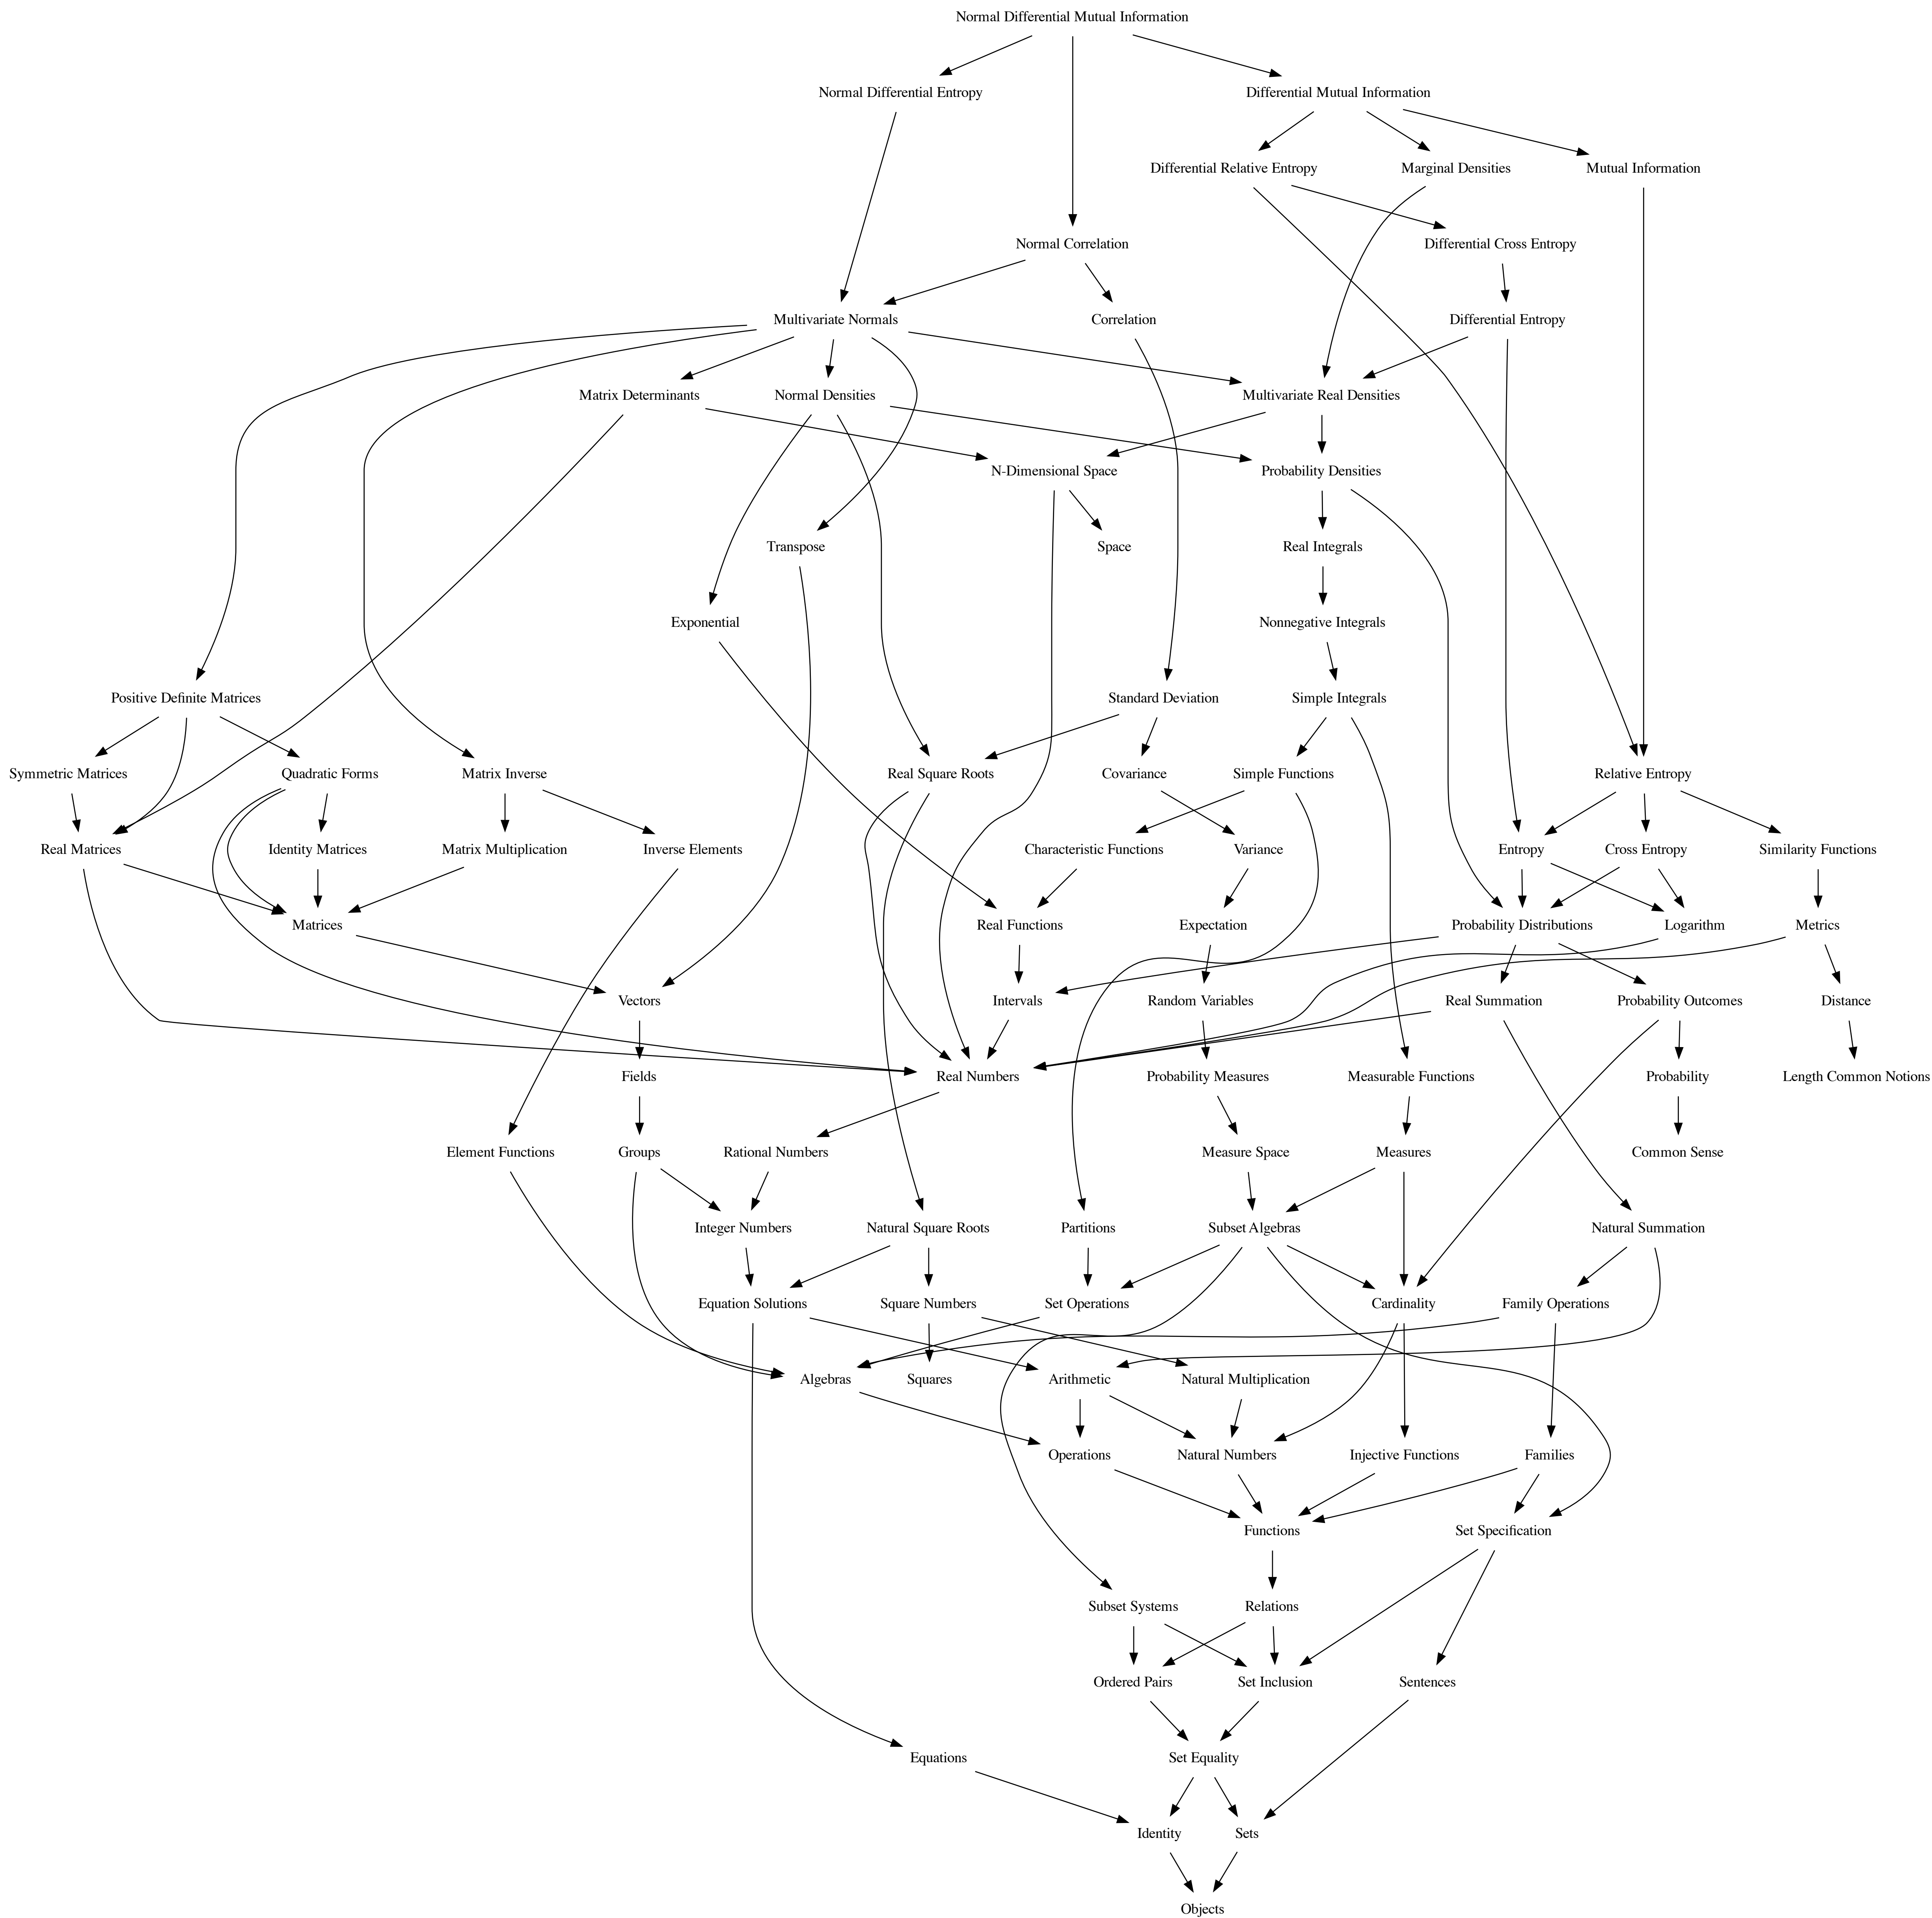 Normal Differential Mutual Information
Normal Differential Entropy
Differential Mutual Information
Differential Relative Entropy
Marginal Densities
Mutual Information
Normal Correlation
Differential Cross Entropy
Multivariate Normals
Correlation
Differential Entropy
Matrix Determinants
Normal Densities
Multivariate Real Densities
N-Dimensional Space
Probability Densities
Transpose
Space
Real Integrals
Exponential
Nonnegative Integrals
Positive Definite Matrices
Standard Deviation
Simple Integrals
Symmetric Matrices
Quadratic Forms
Matrix Inverse
Real Square Roots
Covariance
Simple Functions
Relative Entropy
Real Matrices
Identity Matrices
Matrix Multiplication
Inverse Elements
Characteristic Functions
Variance
Entropy
Cross Entropy
Similarity Functions
Matrices
Real Functions
Expectation
Probability Distributions
Logarithm
Metrics
Vectors
Intervals
Random Variables
Real Summation
Probability Outcomes
Distance
Fields
Real Numbers
Probability Measures
Measurable Functions
Probability
Length Common Notions
Element Functions
Groups
Rational Numbers
Measure Space
Measures
Common Sense
Integer Numbers
Natural Square Roots
Partitions
Subset Algebras
Natural Summation
Equation Solutions
Square Numbers
Set Operations
Cardinality
Family Operations
Algebras
Squares
Arithmetic
Natural Multiplication
Operations
Natural Numbers
Injective Functions
Families
Functions
Set Specification
Subset Systems
Relations
Ordered Pairs
Set Inclusion
Sentences
Equations
Set Equality
Identity
Sets
Objects